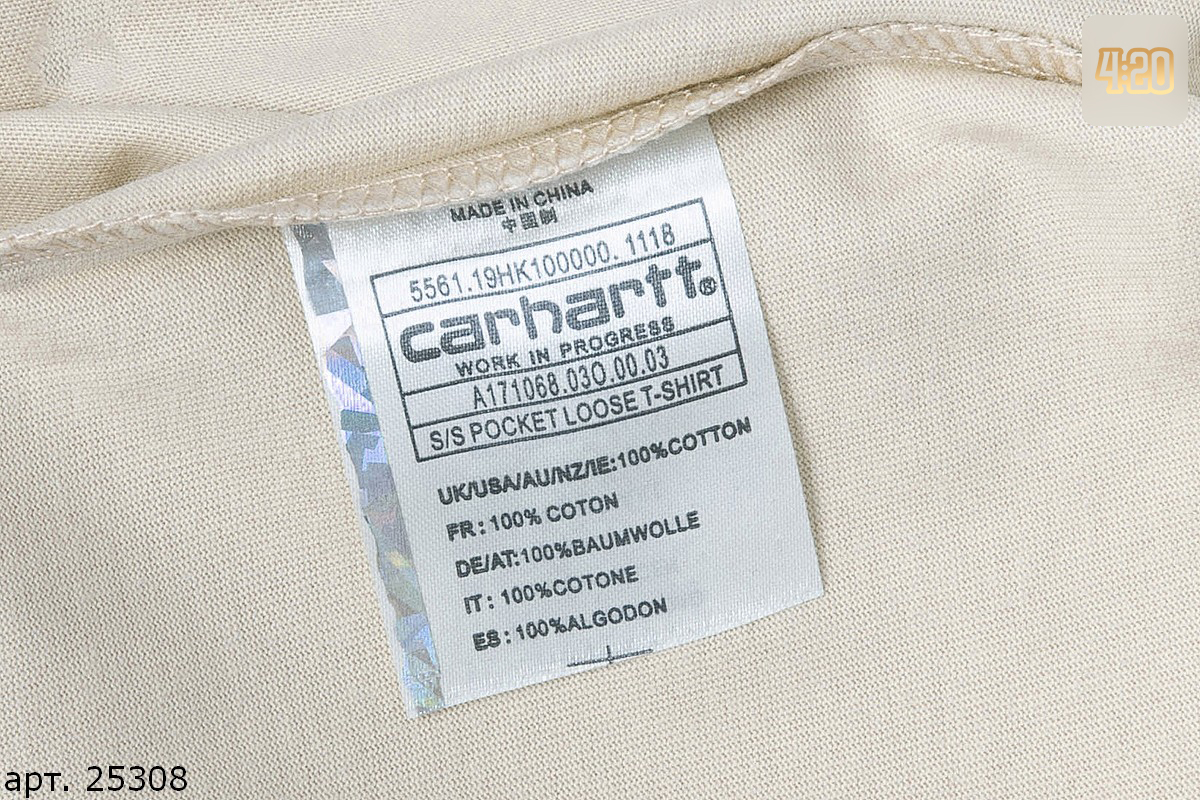 4:20
MADE IN CHINA
中国制
5561.19HK100000. 1118
carhartt®
WORK IN PROGRESS
A171068.03O.00.03
S/S POCKET LOOSE T-SHIRT
UK/USA/AU/NZ/IE:100%COTTON
FR: 100% COTON
DE/AT:100%BAUMWOLLE
IT: 100%COTONE
ES: 100%ALGODON
арт. 25308